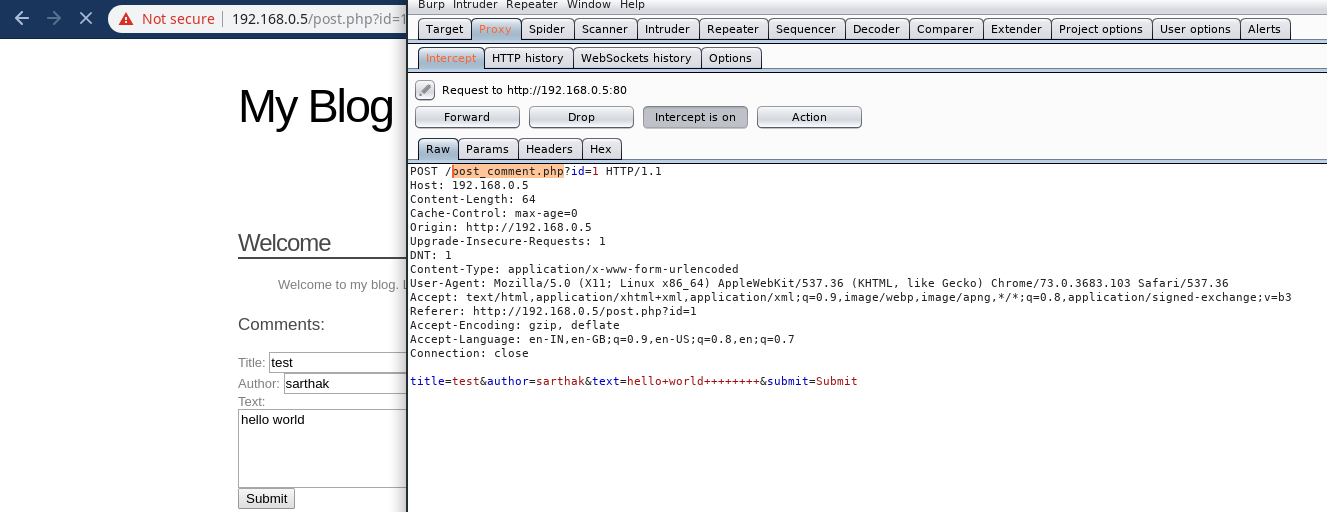 Not secure 192.168.0.5/post.php?id=1
My Blog
Welcome
Welcome to my blog.
Comments:
Title: test
Author: sarthak
Text:
hello world
Submit
Burp Intruder Repeater Window Help
Target Proxy Spider Scanner Intruder Repeater Sequencer Decoder Comparer Extender Project options User options Alerts
Intercept HTTP history WebSockets history Options
Request to http://192.168.0.5:80
Forward Drop Intercept is on Action
Raw Params Headers Hex
POST /post_comment.php?id=1 HTTP/1.1
Host: 192.168.0.5
Content-Length: 64
Cache-Control: max-age=0
Origin: http://192.168.0.5
Upgrade-Insecure-Requests: 1
DNT: 1
Content-Type: application/x-www-form-urlencoded
User-Agent: Mozilla/5.0 (X11; Linux x86_64) AppleWebKit/537.36 (KHTML, like Gecko) Chrome/73.0.3683.103 Safari/537.36
Accept: text/html,application/xhtml+xml,application/xml;q=0.9,image/webp,image/apng,*/*;q=0.8,application/signed-exchange;v=b3
Referer: http://192.168.0.5/post.php?id=1
Accept-Encoding: gzip, deflate
Accept-Language: en-IN,en-GB;q=0.9,en-US;q=0.8,en;q=0.7
Connection: close
title=test&author=sarthak&text=hello+world++++++++&submit=Submit